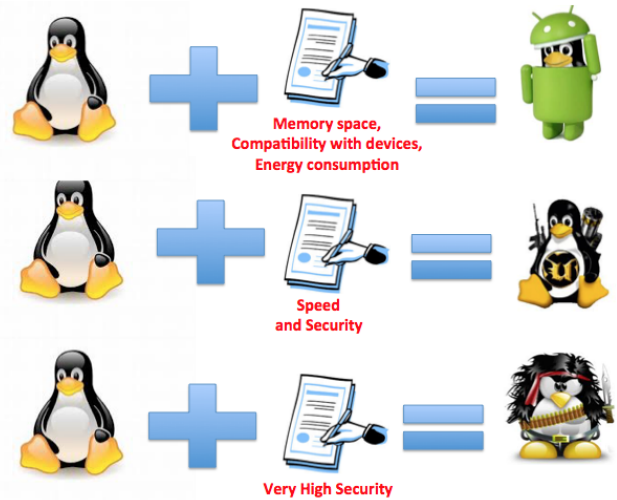 Memory space,
Compatibility with devices,
Energy consumption
Speed
and Security
Very High Security